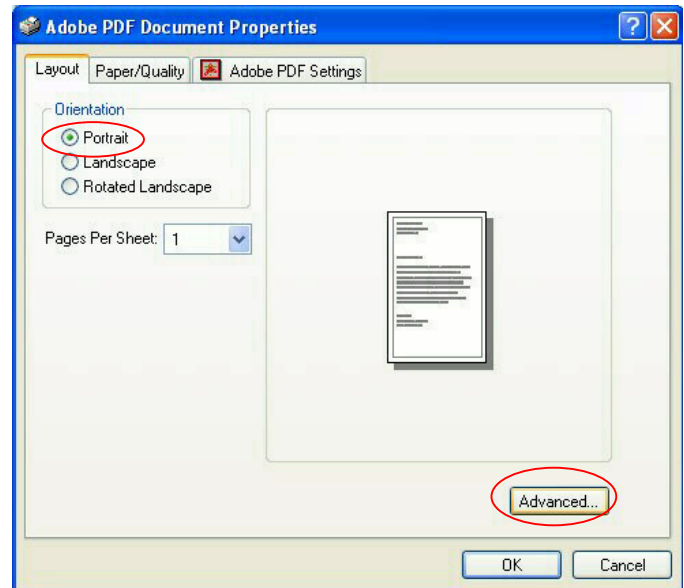 Adobe PDF Document Properties
Layout Paper/Quality Adobe PDF Settings
Orientation
Portrait
Landscape
Rotated Landscape
Pages Per Sheet: 1
Advanced...
OK Cancel